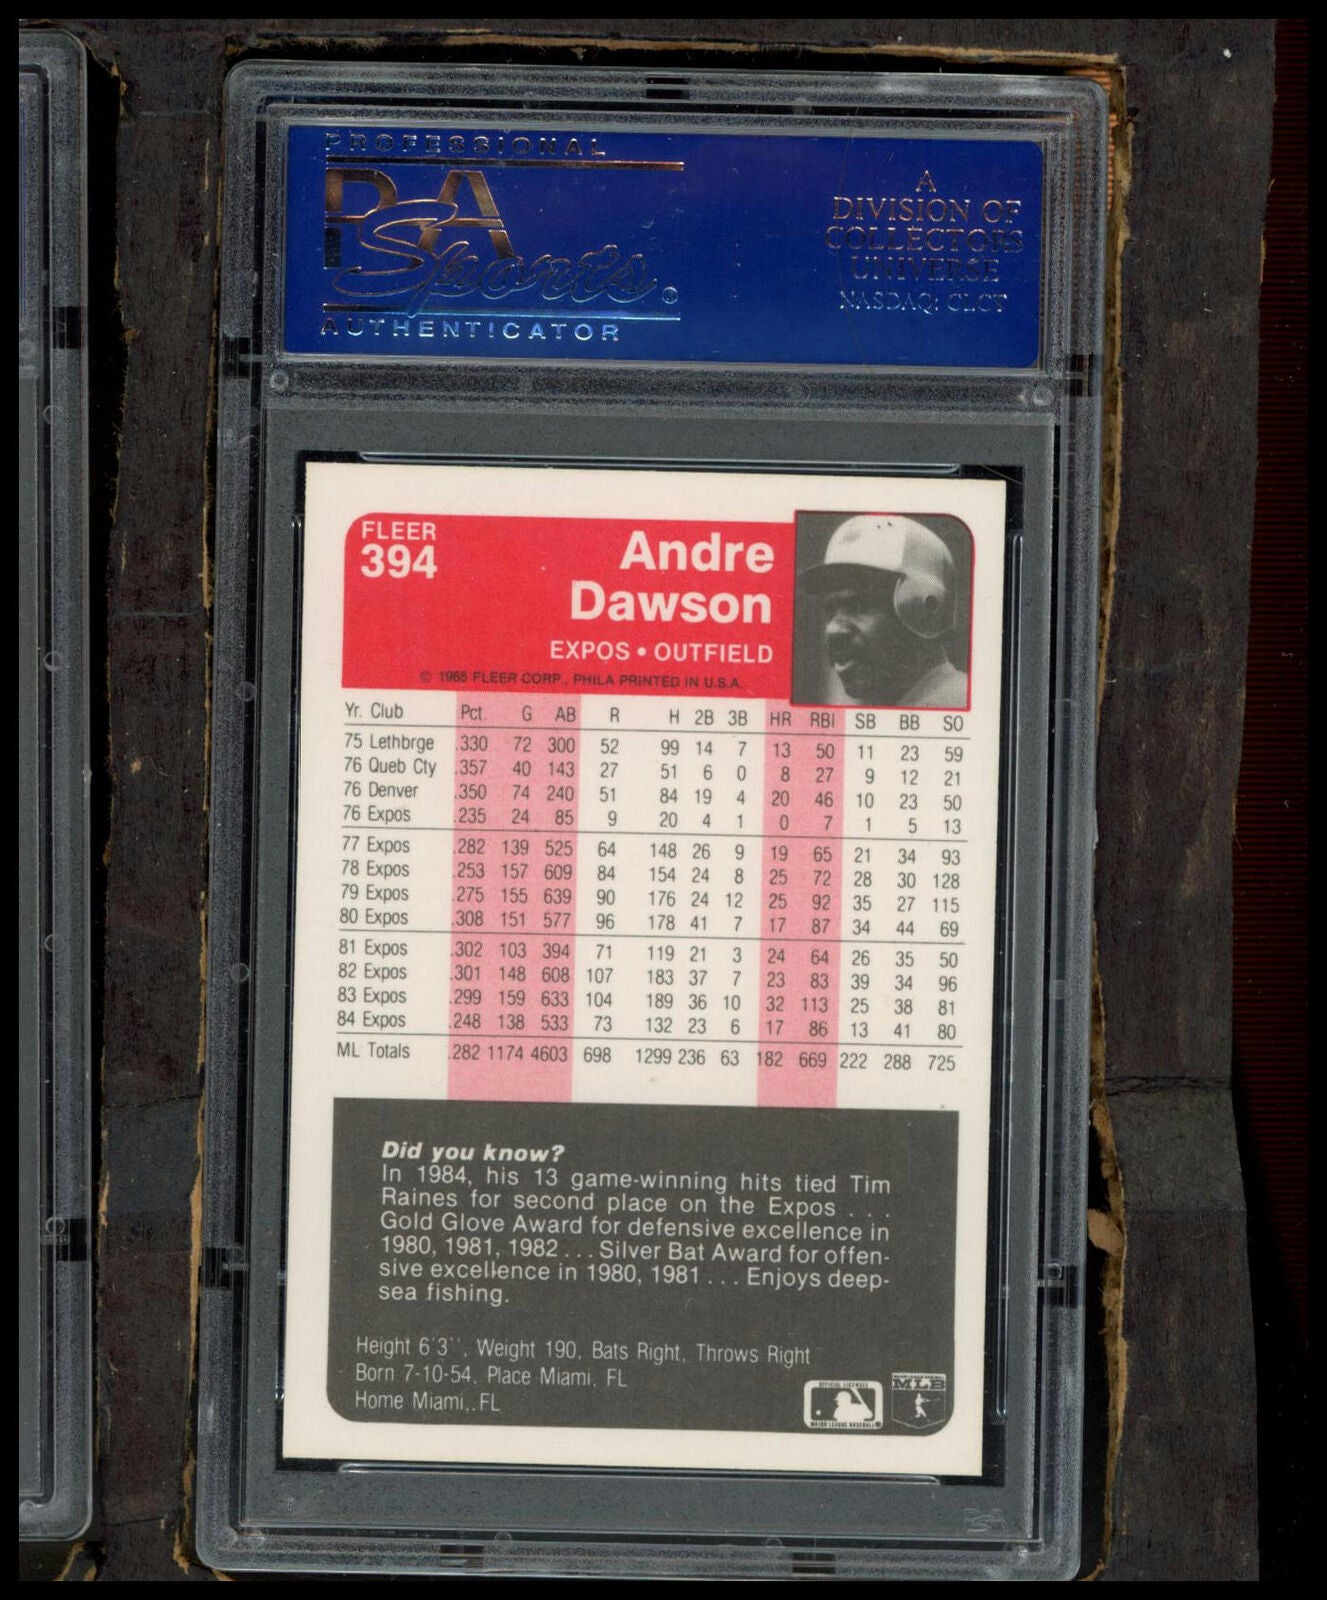 PROFESSIONAL
PSA
Sports ®
AUTHENTICATOR
A
DIVISION OF
COLLECTORS
UNIVERSE
NASDAQ: CLCT
FLEER
394
Andre
Dawson
EXPOS • OUTFIELD
© 1985 FLEER CORP., PHILA PRINTED IN U.S.A.
Yr. Club Pct. G AB R H 2B 3B HR RBI SB BB SO
75 Lethbrge .330 72 300 52 99 14 7 13 50 11 23 59
76 Queb Cty .357 40 143 27 51 6 0 8 27 9 12 21
76 Denver .350 74 240 51 84 19 4 20 46 10 23 50
76 Expos .235 24 85 9 20 4 1 0 7 1 5 13
77 Expos .282 139 525 64 148 26 9 19 65 21 34 93
78 Expos .253 157 609 84 154 24 8 25 72 28 30 128
79 Expos .275 155 639 90 176 24 12 25 92 35 27 115
80 Expos .308 151 577 96 178 41 7 17 87 34 44 69
81 Expos .302 103 394 71 119 21 3 24 64 26 35 50
82 Expos .301 148 608 107 183 37 7 23 83 39 34 96
83 Expos .299 159 633 104 189 36 10 32 113 25 38 81
84 Expos .248 138 533 73 132 23 6 17 86 13 41 80
ML Totals .282 1174 4603 698 1299 236 63 182 669 222 288 725
Did you know?
In 1984, his 13 game-winning hits tied Tim
Raines for second place on the Expos . . .
Gold Glove Award for defensive excellence in
1980, 1981, 1982 . . . Silver Bat Award for offen-
sive excellence in 1980, 1981 . . . Enjoys deep-
sea fishing.
Height 6'3'', Weight 190, Bats Right, Throws Right
Born 7-10-54, Place Miami, FL
Home Miami,. FL
OFFICIAL LICENSEE
MAJOR LEAGUE BASEBALL
MLB
PSA